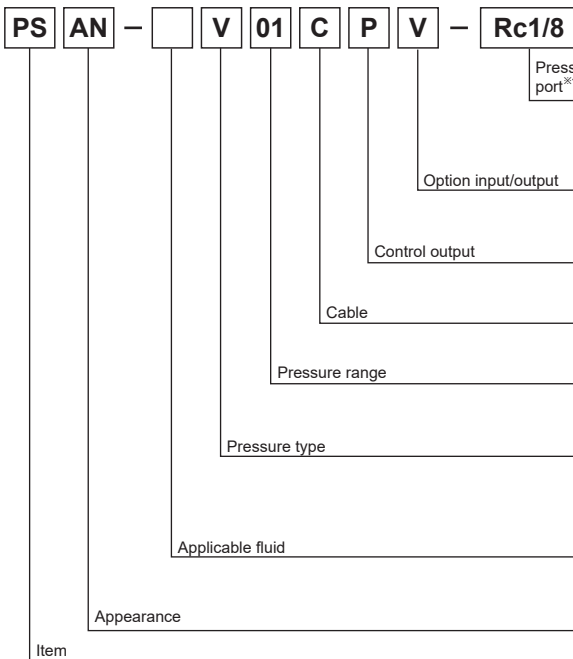 PS AN – V 01 C P V – Rc1/8
port※
Option input/output
Control output
Cable
Pressure range
Pressure type
Applicable fluid
Appearance
Item